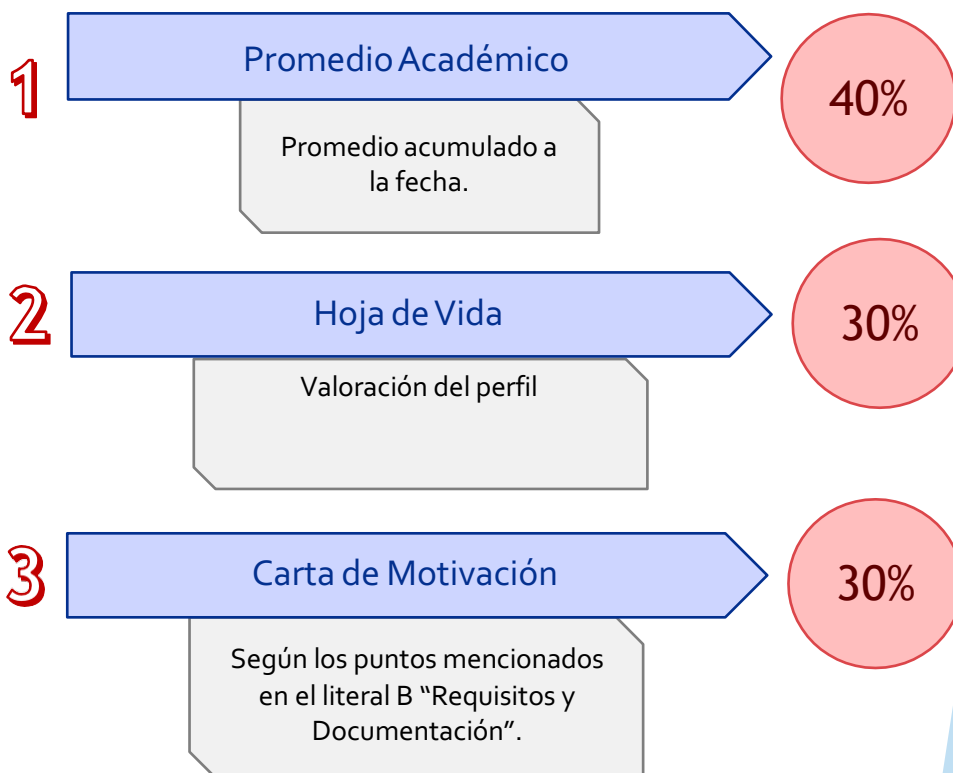 1
Promedio Académico
40%
Promedio acumulado a
la fecha.
2
Hoja de Vida
30%
Valoración del perfil
3
Carta de Motivación
30%
Según los puntos mencionados
en el literal B “Requisitos y
Documentación”.